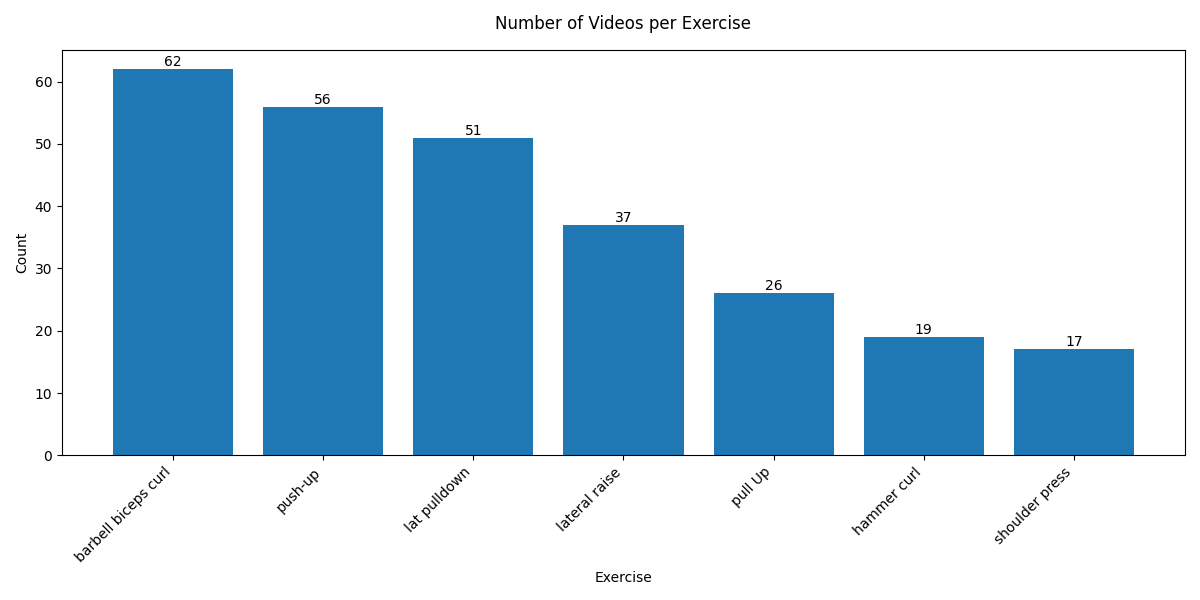 Number of Videos per Exercise
Count
60
50
40
30
20
10
0
62
56
51
37
26
19
17
barbell biceps curl
push-up
lat pulldown
lateral raise
pull Up
hammer curl
shoulder press
Exercise